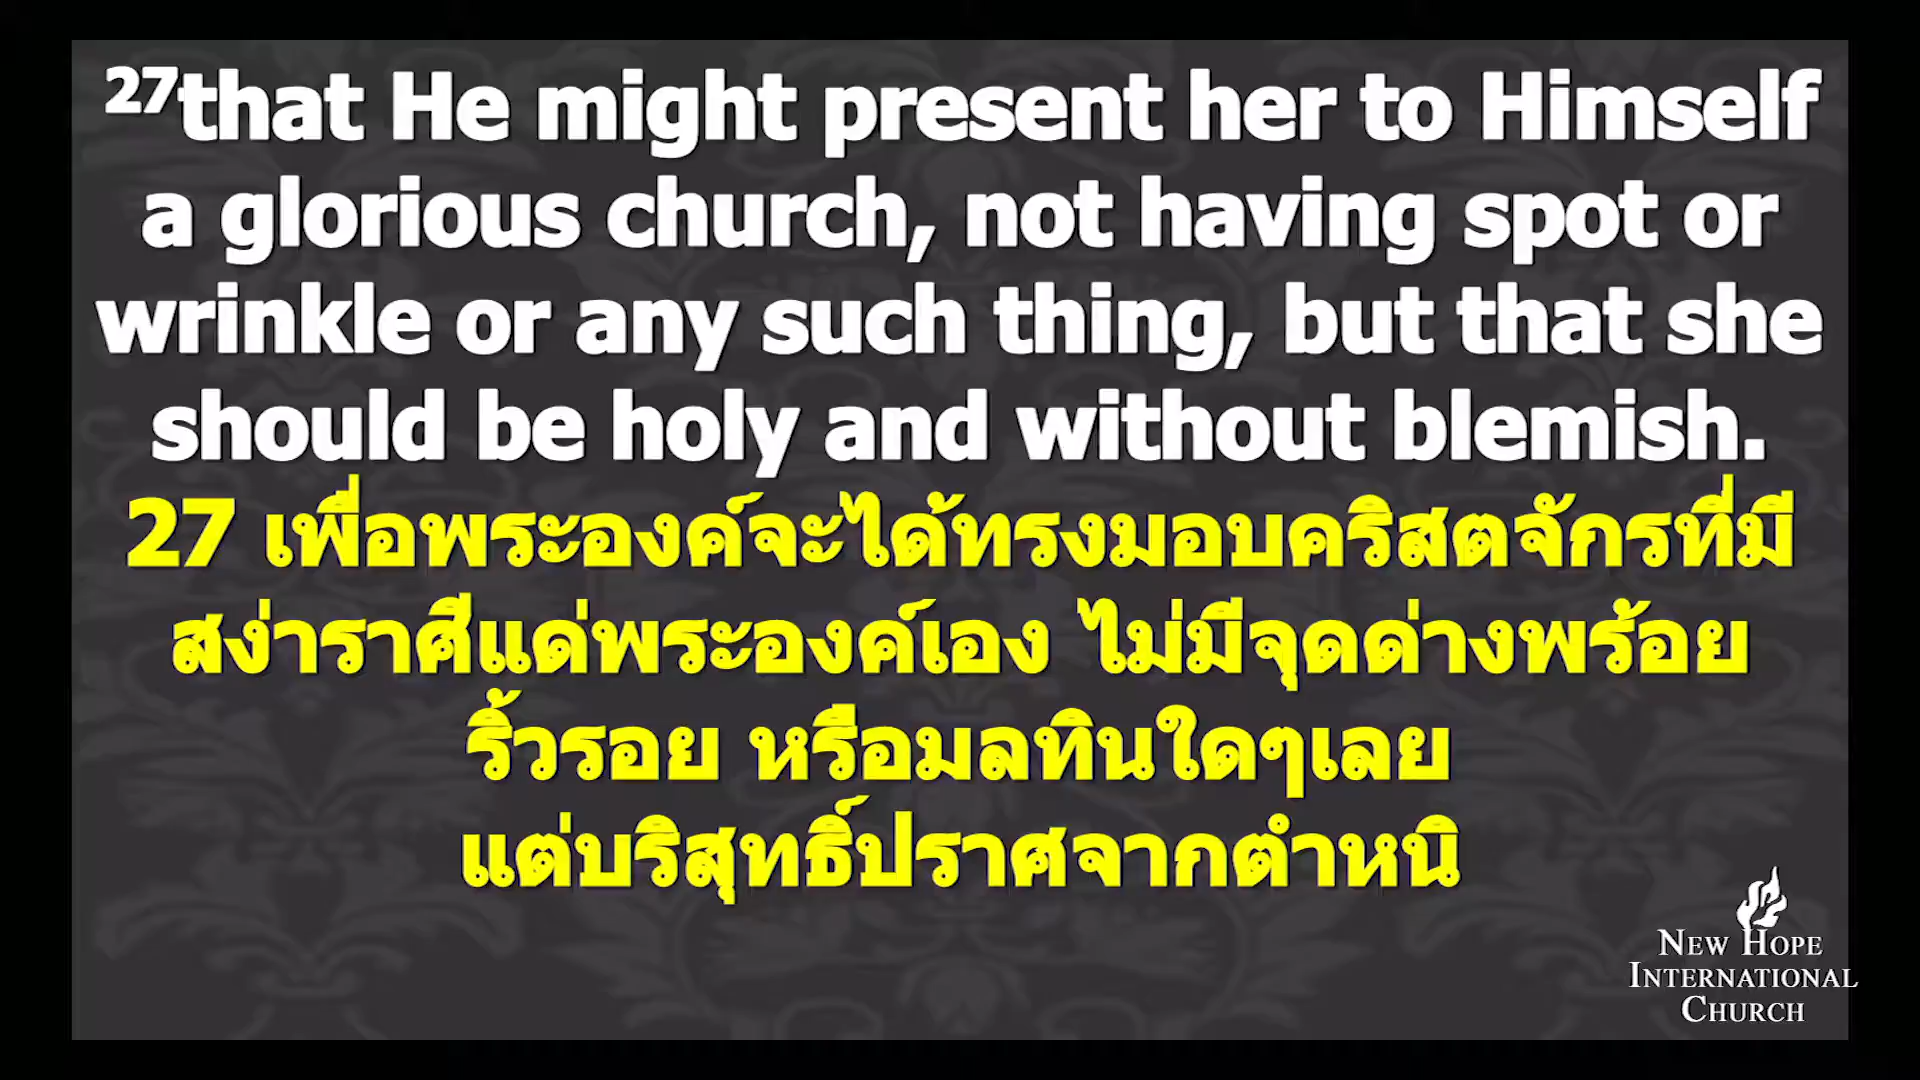 27that He might present her to Himself
a glorious church, not having spot or
wrinkle or any such thing, but that she
should be holy and without blemish.
27 เพื่อพระองค์จะได้ทรงมอบคริสตจักรที่มี
สง่าราศีแด่พระองค์เอง ไม่มีจุดด่างพร้อย
ริ้วรอย หรือมลทินใดๆเลย
แต่บริสุทธิ์ปราศจากตำหนิ
NEW HOPE
INTERNATIONAL
CHURCH